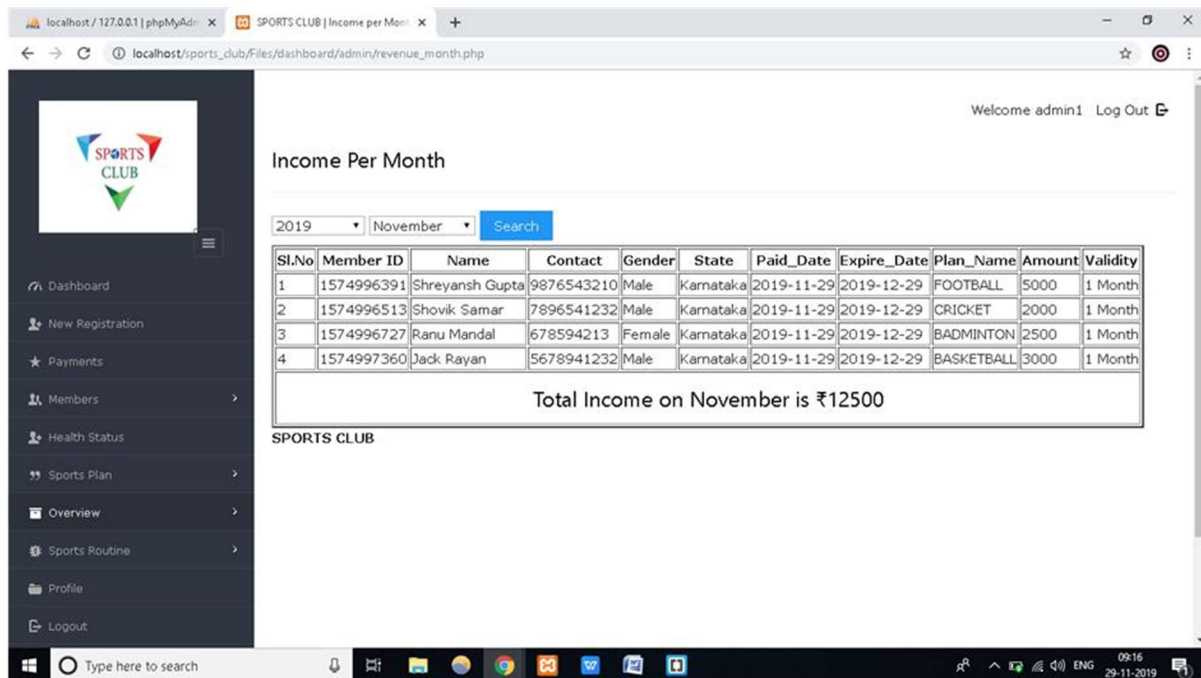 localhost / 127.0.0.1 | phpMyAdn
SPORTS CLUB | Income per Mont
localhost/sports_club/Files/dashboard/admin/revenue_month.php
SPORTS
CLUB
Welcome admin1 Log Out
Income Per Month
2019 November Search
Sl.No Member ID Name Contact Gender State Paid_Date Expire_Date Plan_Name Amount Validity
1 1574996391 Shreyansh Gupta 9876543210 Male Karnataka 2019-11-29 2019-12-29 FOOTBALL 5000 1 Month
2 1574996513 Shovik Samar 7896541232 Male Karnataka 2019-11-29 2019-12-29 CRICKET 2000 1 Month
3 1574996727 Ranu Mandal 678594213 Female Karnataka 2019-11-29 2019-12-29 BADMINTON 2500 1 Month
4 1574997360 Jack Rayan 5678941232 Male Karnataka 2019-11-29 2019-12-29 BASKETBALL 3000 1 Month
Total Income on November is ₹12500
SPORTS CLUB
Dashboard
New Registration
Payments
Members
Health Status
Sports Plan
Overview
Sports Routine
Profile
Logout
Type here to search
ENG
09:16
29-11-2019